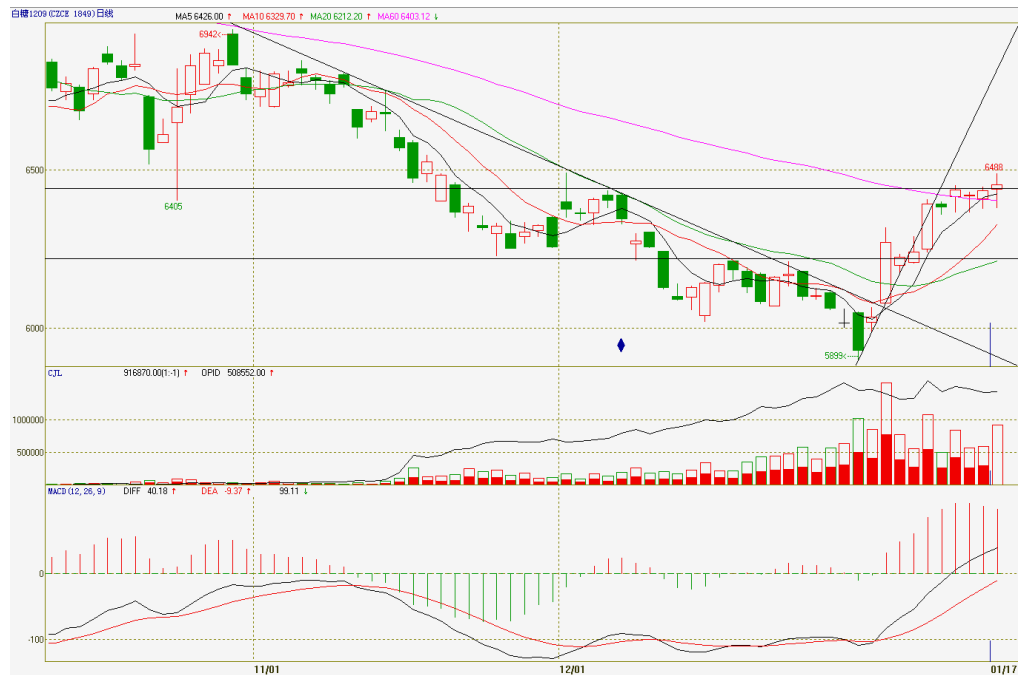 白糖1209 (CZCE 1849) 日线 MA5 6426.00 ↑ MA10 6329.70 ↑ MA20 6212.20 ↑ MA60 6403.12 ↓
6942
6488
6500
6405
6000
5899
CJL 916870.00(1:-1) ↑ OPID 508552.00 ↑
1000000
500000
MACD(12,26,9) DIFF 40.18 ↑ DEA -9.37 ↑ 99.11 ↓
0
-100
11/01 12/01 01/17